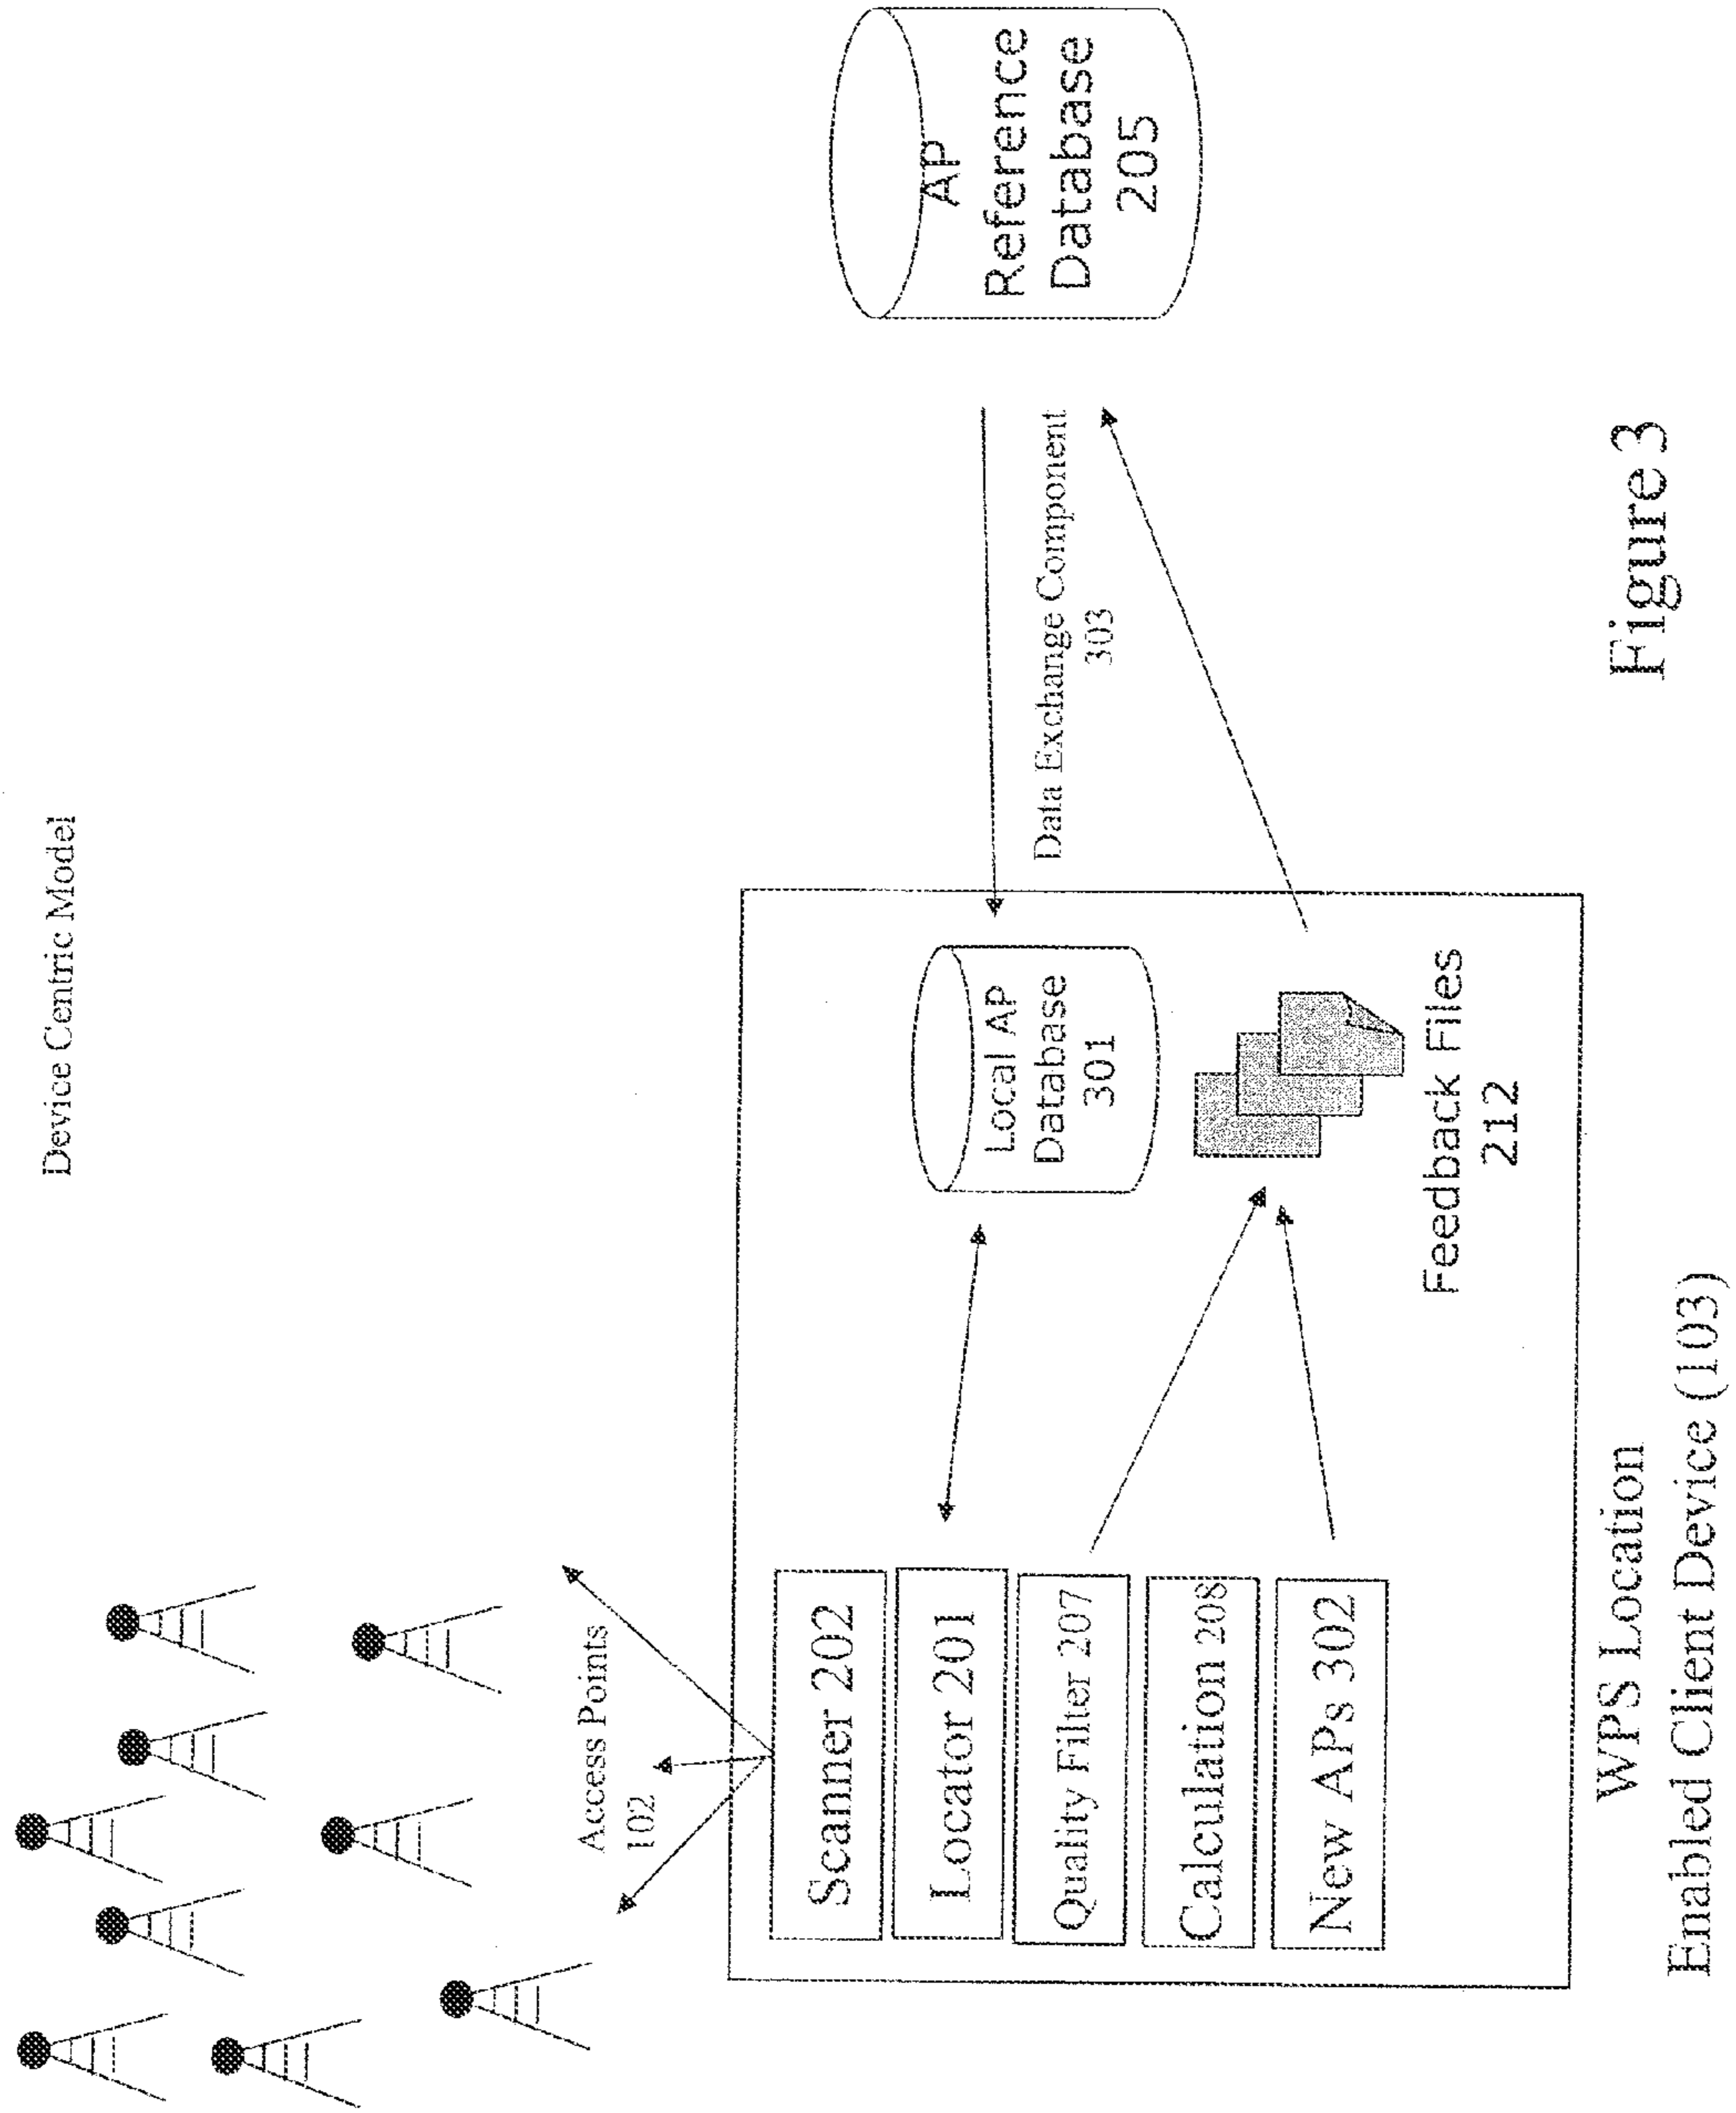 Device Centric Model
Access Points
102
Scanner 202
Locator 201
Quality Filter 207
Calculation 208
New APs 302
Local AP
Database
301
Feedback Files
212
Data Exchange Component
303
AP
Reference
Database
205
WPS Location
Enabled Client Device (103)
Figure 3